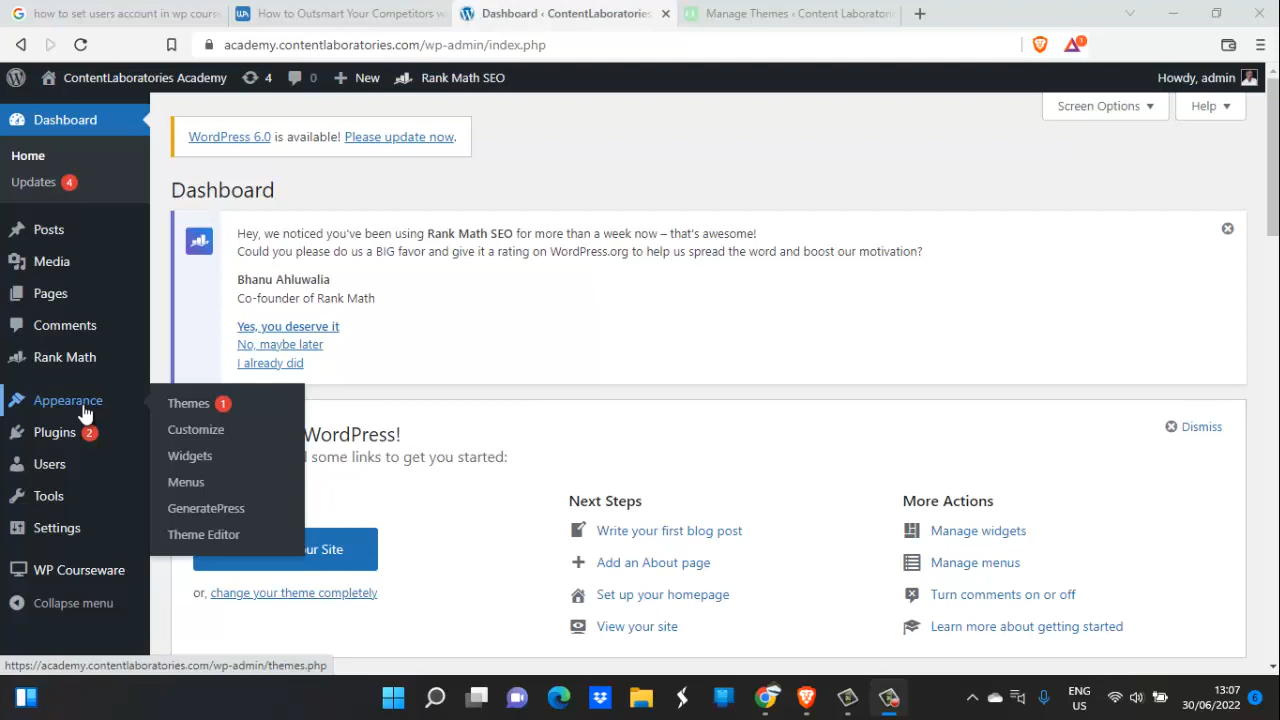 how to set users account in wp cours
How to Outsmart Your Competitors w
Dashboard ‹ ContentLaboratories
Manage Themes ‹ Content Laborator
academy.contentlaboratories.com/wp-admin/index.php
1
ContentLaboratories Academy
4
0
New
Rank Math SEO
Howdy, admin
Dashboard
Home
Updates 4
Posts
Media
Pages
Comments
Rank Math
Appearance
Plugins 2
Users
Tools
Settings
WP Courseware
Collapse menu
Themes 1
Customize
Widgets
Menus
GeneratePress
Theme Editor
Screen Options
Help
WordPress 6.0 is available! Please update now.
Dashboard
Hey, we noticed you've been using Rank Math SEO for more than a week now – that's awesome!
Could you please do us a BIG favor and give it a rating on WordPress.org to help us spread the word and boost our motivation?
Bhanu Ahluwalia
Co-founder of Rank Math
Yes, you deserve it
No, maybe later
I already did
WordPress!
some links to get you started:
Dismiss
our Site
or, change your theme completely
Next Steps
Write your first blog post
Add an About page
Set up your homepage
View your site
More Actions
Manage widgets
Manage menus
Turn comments on or off
Learn more about getting started
https://academy.contentlaboratories.com/wp-admin/themes.php
ENG
US
13:07
30/06/2022
6